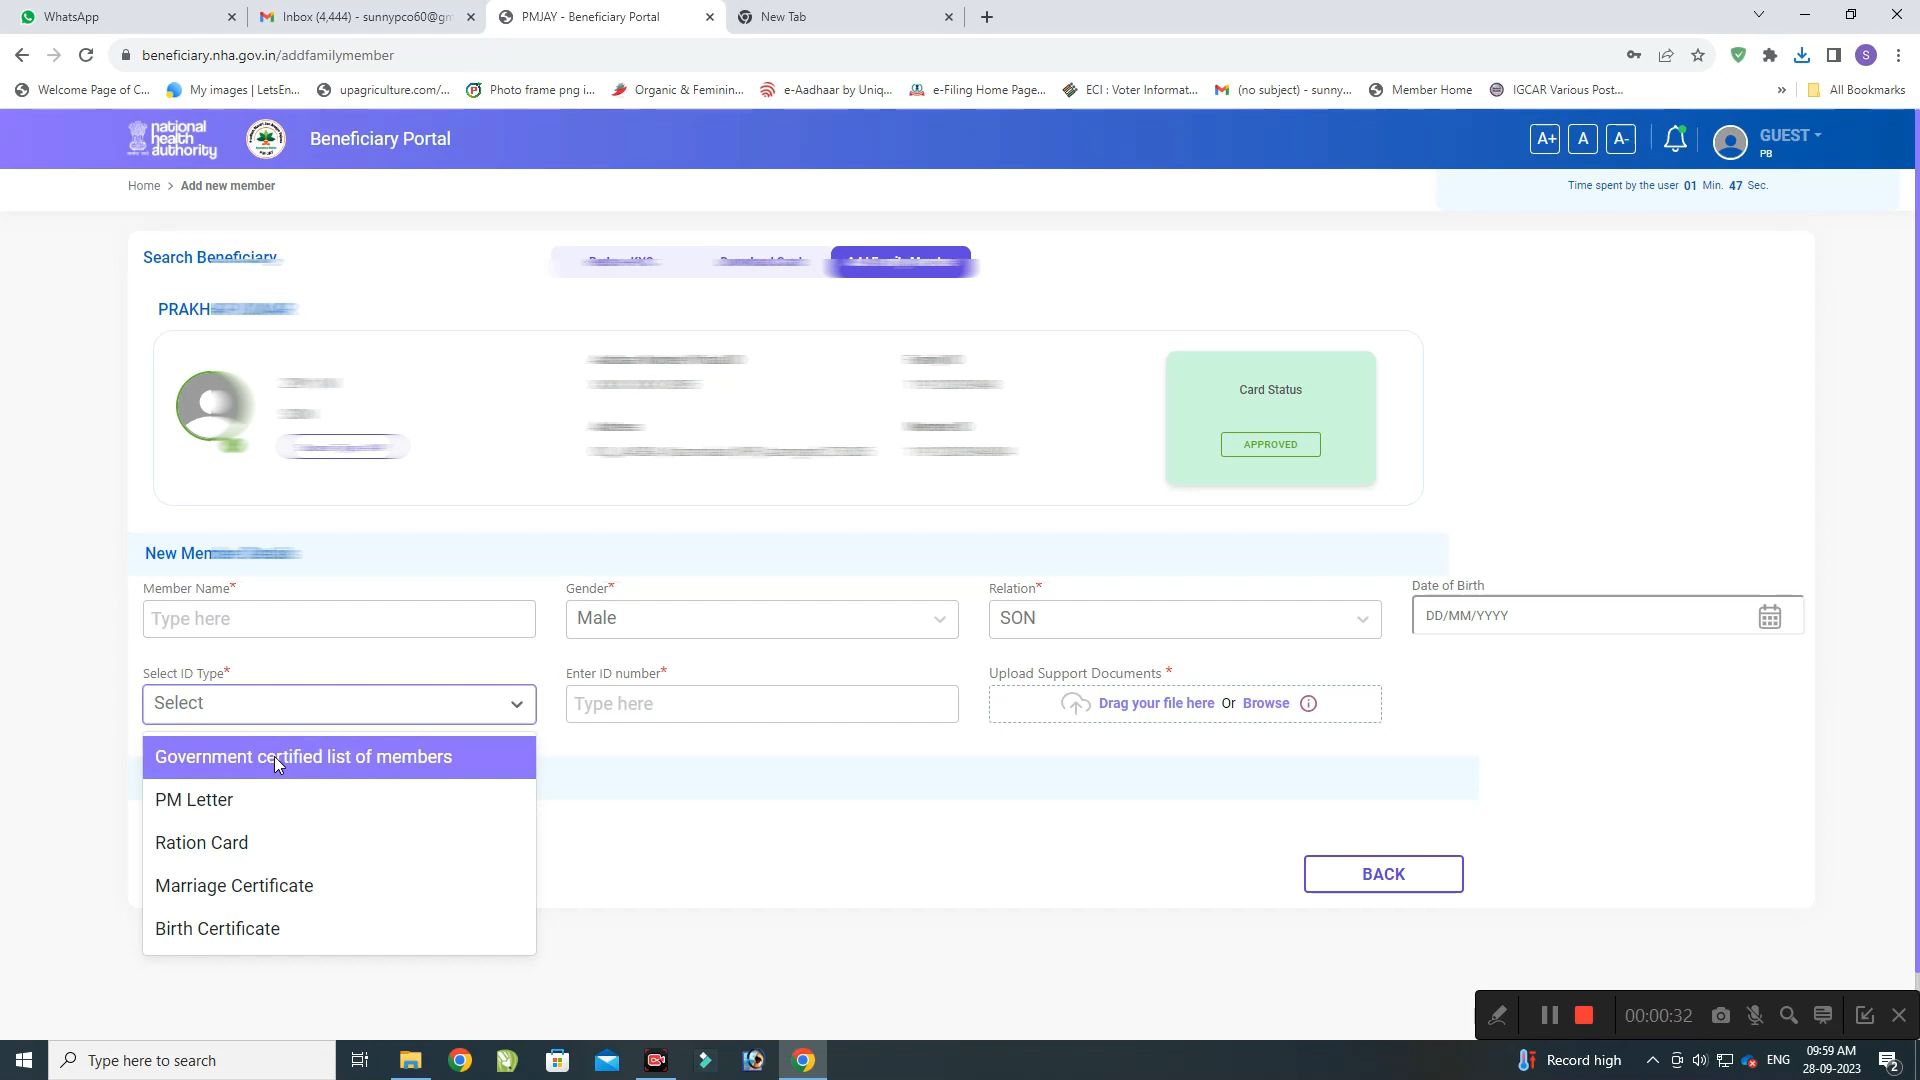 WhatsApp
Inbox (4,444) - sunnypco60@gm
PMJAY - Beneficiary Portal
New Tab
beneficiary.nha.gov.in/addfamilymember
Welcome Page of C...
My images | LetsEn...
upagriculture.com/...
Photo frame png i...
Organic & Feminin...
e-Aadhaar by Uniq...
e-Filing Home Page...
ECI : Voter Informat...
(no subject) - sunny...
Member Home
IGCAR Various Post...
»
All Bookmarks
national
health
authority
Beneficiary Portal
A+
A
A-
GUEST
PB
Home > Add new member
Time spent by the user 01 Min. 47 Sec.
Search Beneficiary
PRAKH
Card Status
APPROVED
New Mem
Member Name*
Gender*
Relation*
Date of Birth
Type here
Male
SON
DD/MM/YYYY
Select ID Type*
Enter ID number*
Upload Support Documents *
Select
Type here
Drag your file here Or Browse
Government certified list of members
PM Letter
Ration Card
Marriage Certificate
Birth Certificate
BACK
00:00:32
Type here to search
Record high
ENG
09:59 AM
28-09-2023
2